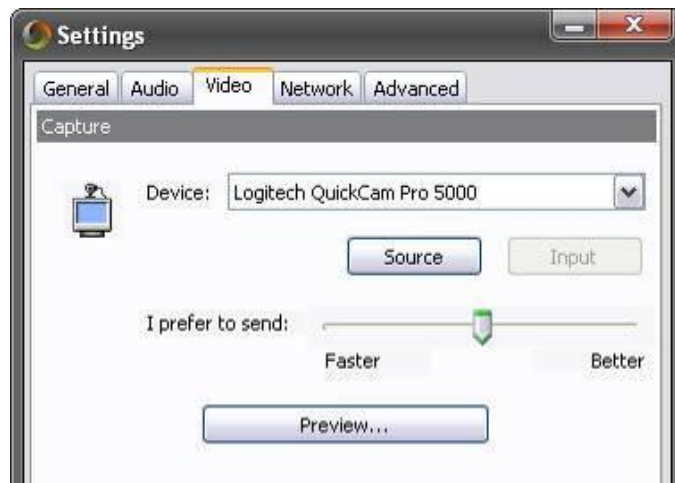 Settings
General Audio Video Network Advanced
Capture
Device: Logitech QuickCam Pro 5000
Source Input
I prefer to send:
Faster Better
Preview...